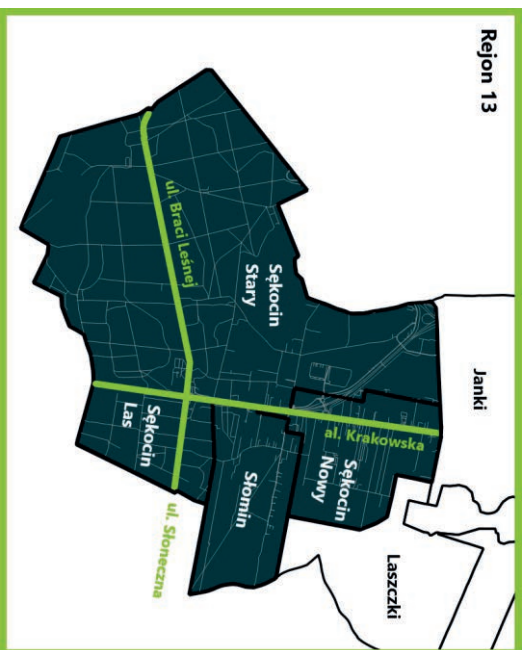 Rejon 13
Janki
Sękocin
Stary
ul. Braci Leśnej
al. Krakowska
Sękocin
Nowy
Laszczki
Słomin
Sękocin
Las
ul. Słoneczna